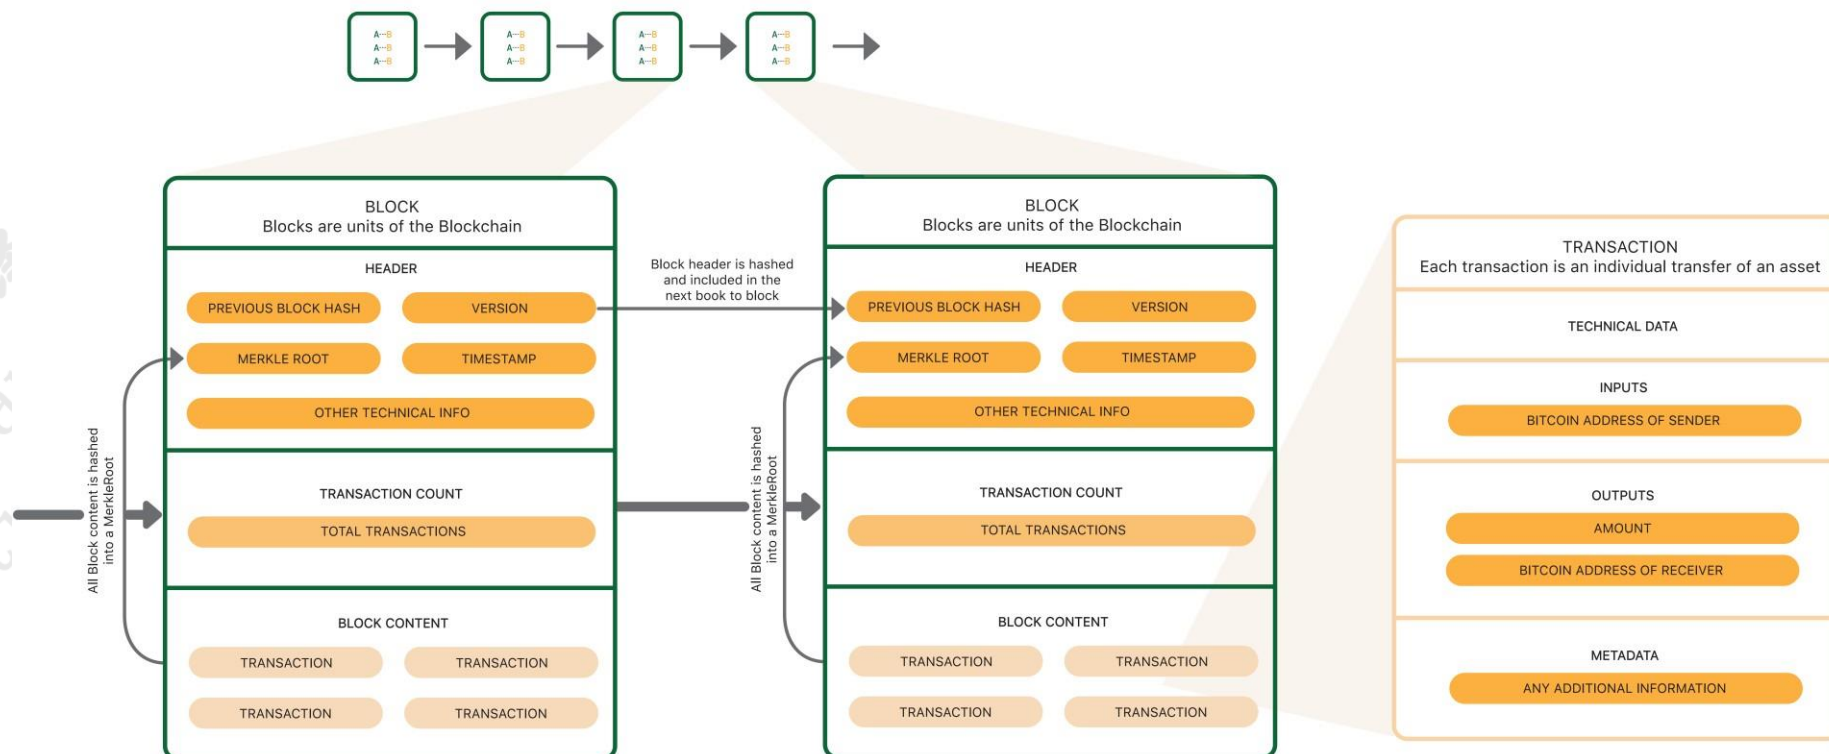 A---B
A---B
A---B
A---B
A---B
A---B
A---B
A---B
A---B
A---B
A---B
A---B
BLOCK
Blocks are units of the Blockchain
HEADER
PREVIOUS BLOCK HASH
VERSION
MERKLE ROOT
TIMESTAMP
OTHER TECHNICAL INFO
TRANSACTION COUNT
TOTAL TRANSACTIONS
BLOCK CONTENT
TRANSACTION
TRANSACTION
TRANSACTION
TRANSACTION
All Block content is hashed
into a MerkleRoot
Block header is hashed
and included in the
next book to block
BLOCK
Blocks are units of the Blockchain
HEADER
PREVIOUS BLOCK HASH
VERSION
MERKLE ROOT
TIMESTAMP
OTHER TECHNICAL INFO
TRANSACTION COUNT
TOTAL TRANSACTIONS
BLOCK CONTENT
TRANSACTION
TRANSACTION
TRANSACTION
TRANSACTION
All Block content is hashed
into a MerkleRoot
TRANSACTION
Each transaction is an individual transfer of an asset
TECHNICAL DATA
INPUTS
BITCOIN ADDRESS OF SENDER
OUTPUTS
AMOUNT
BITCOIN ADDRESS OF RECEIVER
METADATA
ANY ADDITIONAL INFORMATION